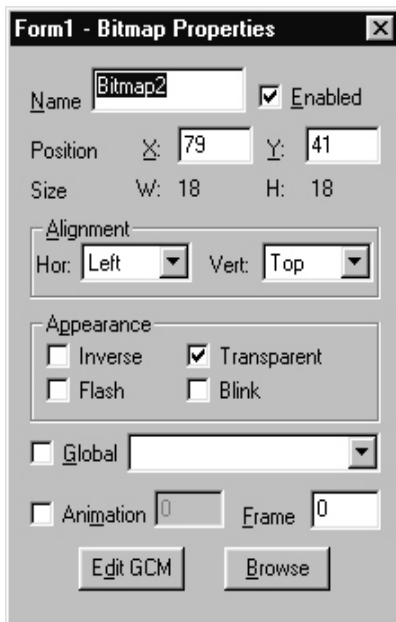 Form1 - Bitmap Properties
Name Bitmap2 Enabled
Position X: 79 Y: 41
Size W: 18 H: 18
Alignment
Hor: Left Vert: Top
Appearance
Inverse Transparent
Flash Blink
Global
Animation 0 Frame 0
Edit GCM Browse